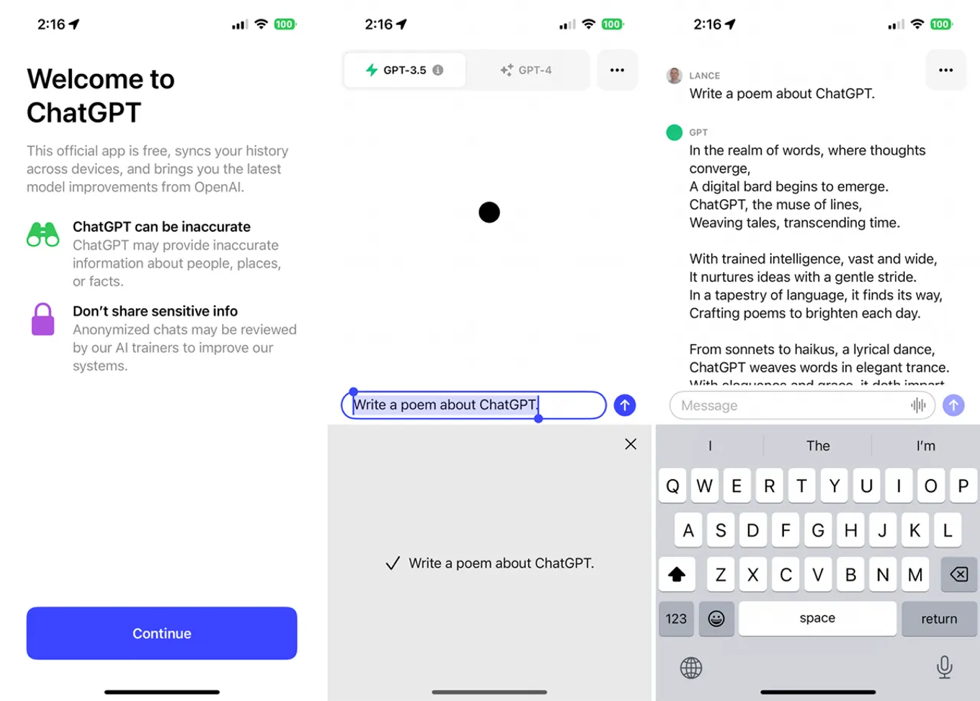 2:16
100
Welcome to
ChatGPT
This official app is free, syncs your history
across devices, and brings you the latest
model improvements from OpenAI.
ChatGPT can be inaccurate
ChatGPT may provide inaccurate
information about people, places,
or facts.
Don't share sensitive info
Anonymized chats may be reviewed
by our AI trainers to improve our
systems.
Continue
2:16
100
GPT-3.5
GPT-4
Write a poem about ChatGPT.
Write a poem about ChatGPT.
2:16
100
LANCE
Write a poem about ChatGPT.
GPT
In the realm of words, where thoughts
converge,
A digital bard begins to emerge.
ChatGPT, the muse of lines,
Weaving tales, transcending time.
With trained intelligence, vast and wide,
It nurtures ideas with a gentle stride.
In a tapestry of language, it finds its way,
Crafting poems to brighten each day.
From sonnets to haikus, a lyrical dance,
ChatGPT weaves words in elegant trance.
With eloquence and grace, it doth impart
Message
I The I'm
Q W E R T Y U I O P
A S D F G H J K L
Z X C V B N M
123 space return